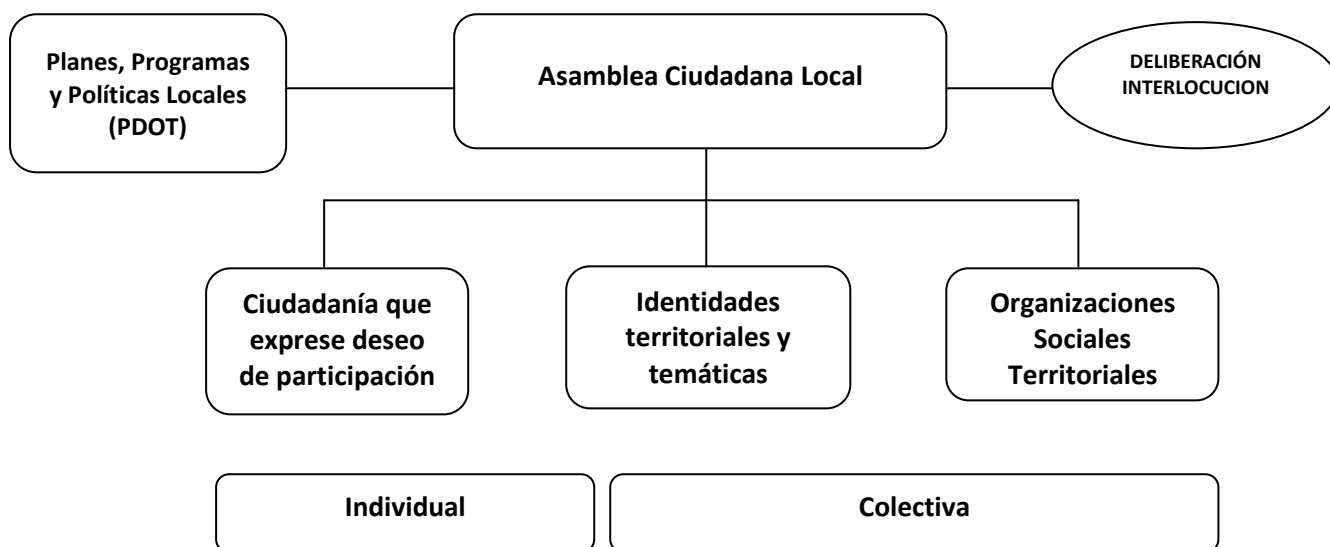 Planes, Programas
y Políticas Locales
(PDOT)
Asamblea Ciudadana Local
DELIBERACIÓN
INTERLOCUCION
Ciudadanía que
exprese deseo
de participación
Identidades
territoriales y
temáticas
Organizaciones
Sociales
Territoriales
Individual
Colectiva